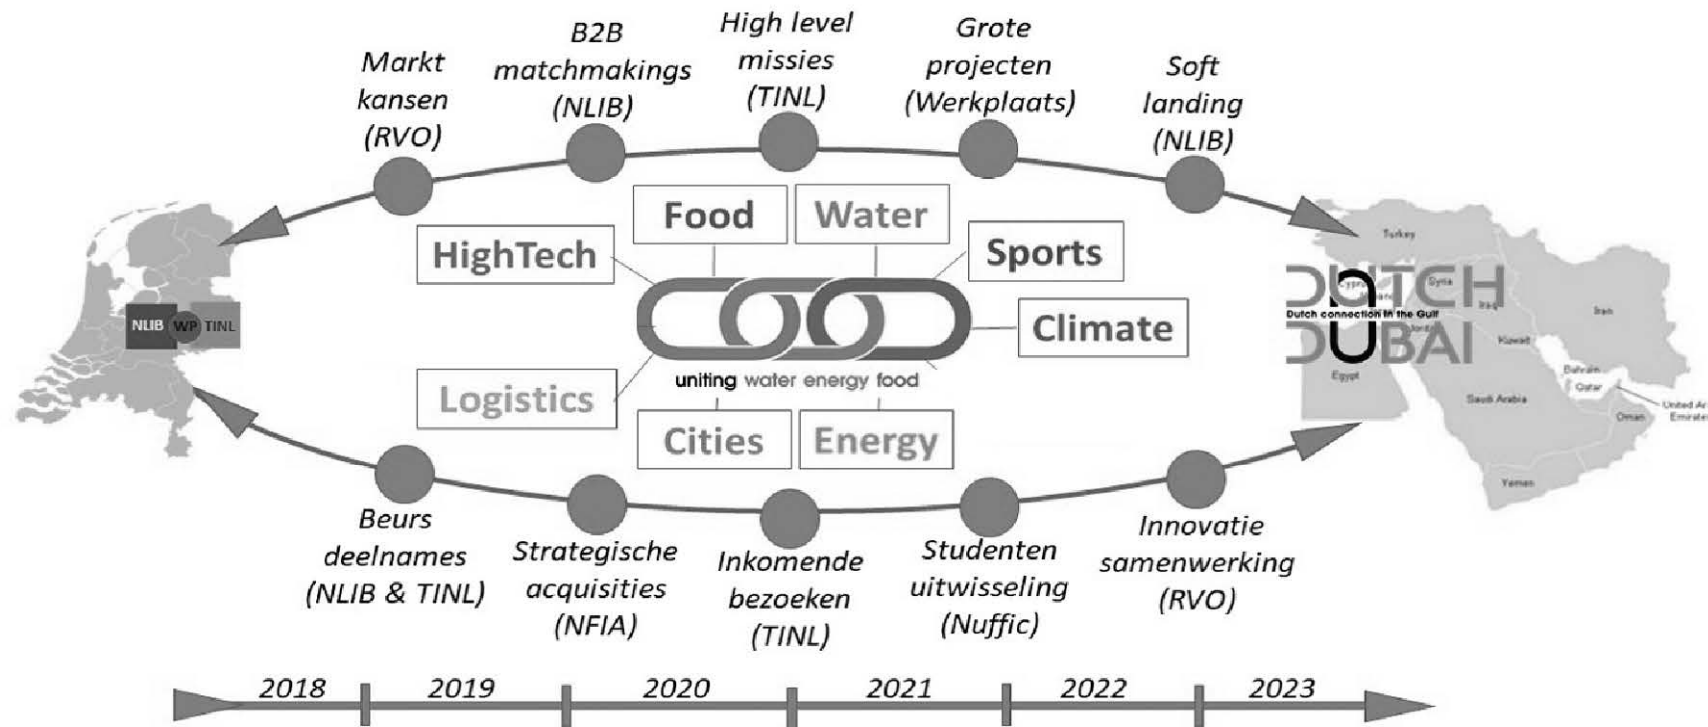 Markt
kansen
(RVO)
B2B
matchmakings
(NLIB)
High level
missies
(TINL)
Grote
projecten
(Werkplaats)
Soft
landing
(NLIB)
Food
Water
HighTech
Sports
Climate
Logistics
Cities
Energy
uniting water energy food
NLIB
WP
TINL
Turkey
Syria
Iraq
Iran
Kuwait
Egypt
Bahrain
Qatar
Saudi Arabia
United Ar
Emirates
Oman
Yemen
DUTCH
Dutch connection in the Gulf
DUBAI
Beurs
deelnames
(NLIB & TINL)
Strategische
acquisities
(NFIA)
Inkomende
bezoeken
(TINL)
Studenten
uitwisseling
(Nuffic)
Innovatie
samenwerking
(RVO)
2018
2019
2020
2021
2022
2023